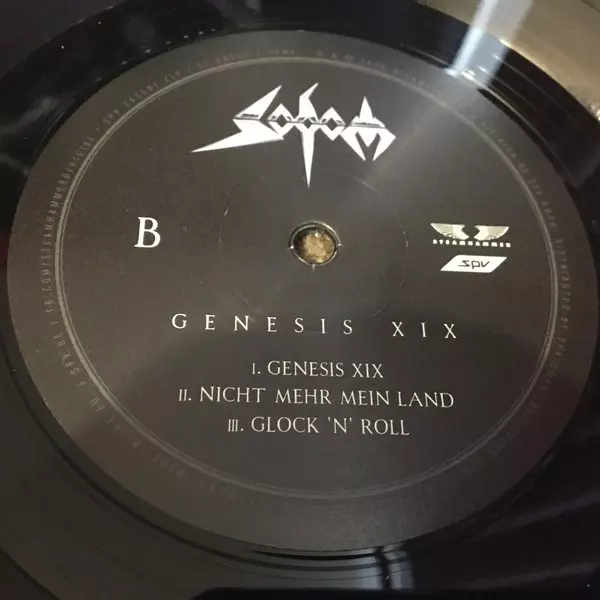 SODOM
B
STEAMHAMMER
SPV
GENESIS XIX
I. GENESIS XIX
II. NICHT MEHR MEIN LAND
III. GLOCK 'N' ROLL